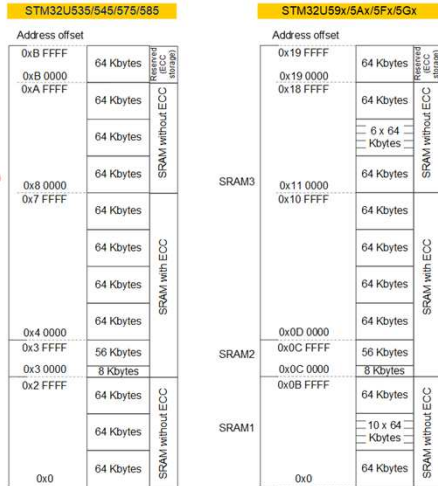 STM32U535/545/575/585
Address offset
0xB FFFF
64 Kbytes
Reserved
(ECC
storage)
0xB 0000
0xA FFFF
64 Kbytes
64 Kbytes
64 Kbytes
SRAM without ECC
0x8 0000
0x7 FFFF
64 Kbytes
64 Kbytes
64 Kbytes
64 Kbytes
SRAM with ECC
0x4 0000
0x3 FFFF
56 Kbytes
0x3 0000
8 Kbytes
0x2 FFFF
64 Kbytes
64 Kbytes
64 Kbytes
SRAM without ECC
0x0
STM32U59x/5Ax/5Fx/5Gx
Address offset
0x19 FFFF
64 Kbytes
Reserved
(ECC
storage)
0x19 0000
0x18 FFFF
64 Kbytes
6 x 64
Kbytes
64 Kbytes
SRAM without ECC
SRAM3
0x11 0000
0x10 FFFF
64 Kbytes
64 Kbytes
64 Kbytes
64 Kbytes
SRAM with ECC
0x0D 0000
SRAM2
0x0C FFFF
56 Kbytes
0x0C 0000
8 Kbytes
0x0B FFFF
64 Kbytes
SRAM1
10 x 64
Kbytes
64 Kbytes
SRAM without ECC
0x0